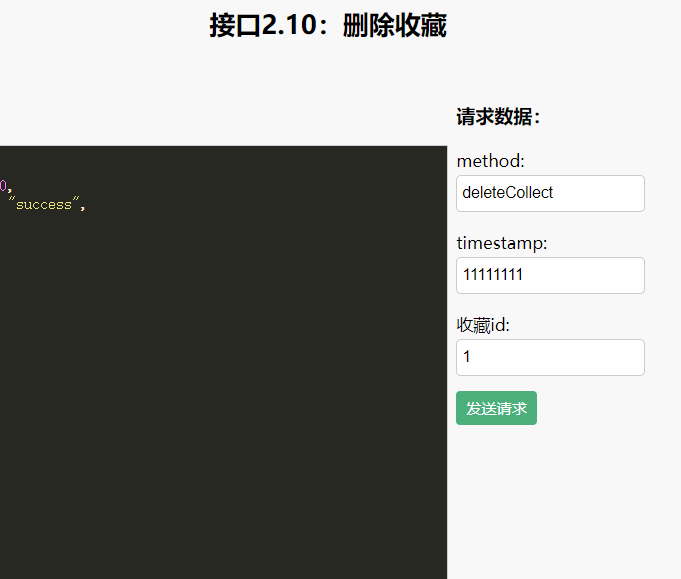 接口2.10：删除收藏
请求数据：
0,
"success",
method:
deleteCollect
timestamp:
11111111
收藏id:
1
发送请求